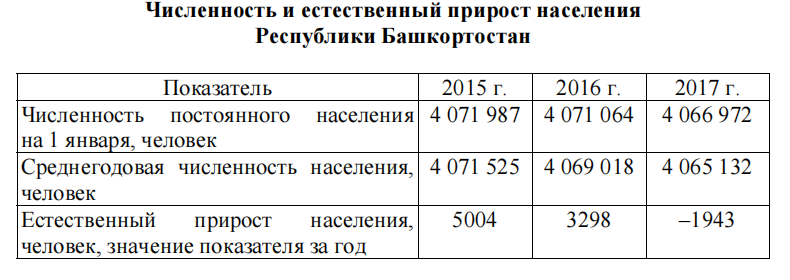 Численность и естественный прирост населения
Республики Башкортостан
Показатель 2015 г. 2016 г. 2017 г.
Численность постоянного населения 4 071 987 4 071 064 4 066 972
на 1 января, человек
Среднегодовая численность населения, 4 071 525 4 069 018 4 065 132
человек
Естественный прирост населения, 5004 3298 –1943
человек, значение показателя за год